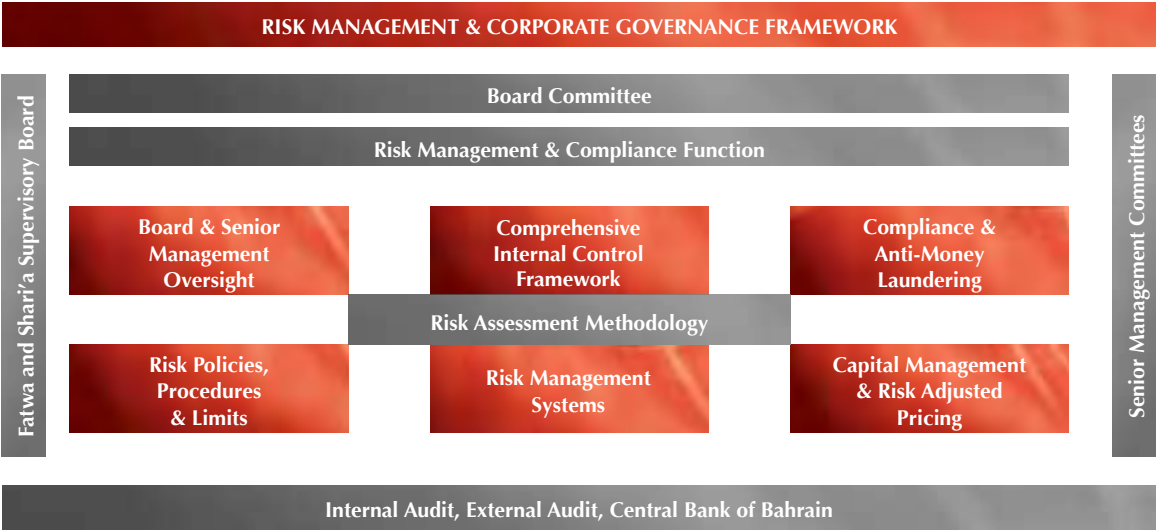 RISK MANAGEMENT & CORPORATE GOVERNANCE FRAMEWORK
Fatwa and Shari'a Supervisory Board
Board Committee
Risk Management & Compliance Function
Board & Senior
Management
Oversight
Comprehensive
Internal Control
Framework
Compliance &
Anti-Money
Laundering
Risk Assessment Methodology
Risk Policies,
Procedures
& Limits
Risk Management
Systems
Capital Management
& Risk Adjusted
Pricing
Senior Management Committees
Internal Audit, External Audit, Central Bank of Bahrain